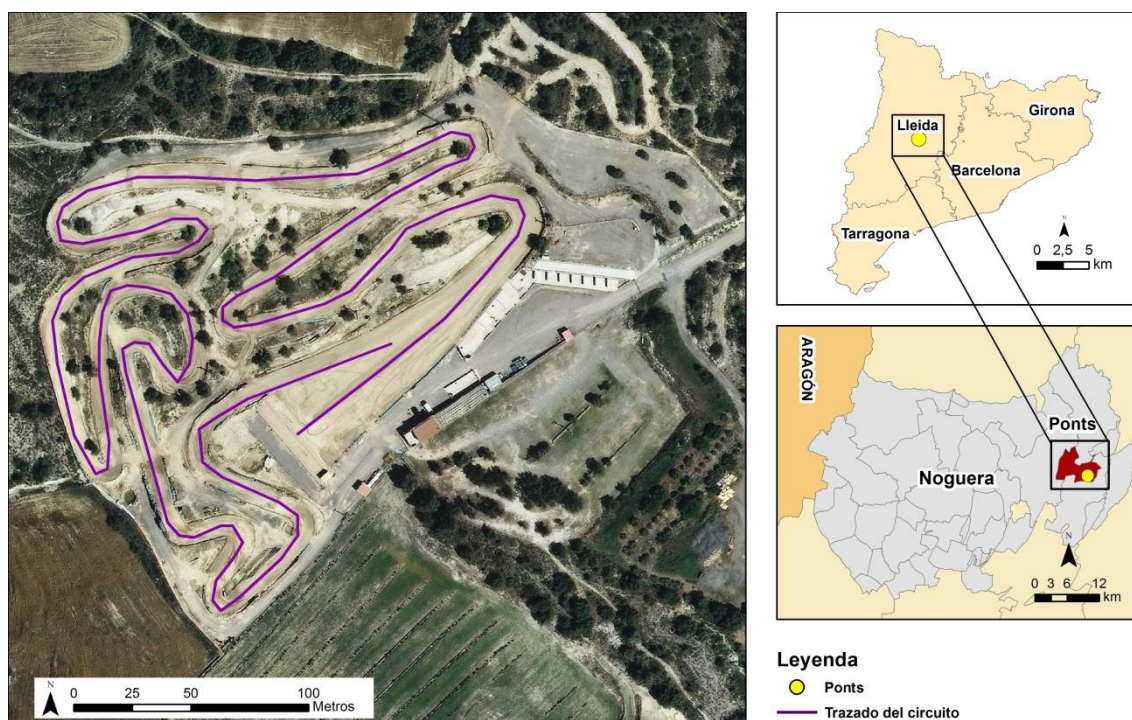 N
0 25 50 100
Metros
Girona
Lleida
Barcelona
Tarragona
N
0 2,5 5
km
ARAGÓN
Ponts
Noguera
N
0 3 6 12
km
Leyenda
Ponts
Trazado del circuito